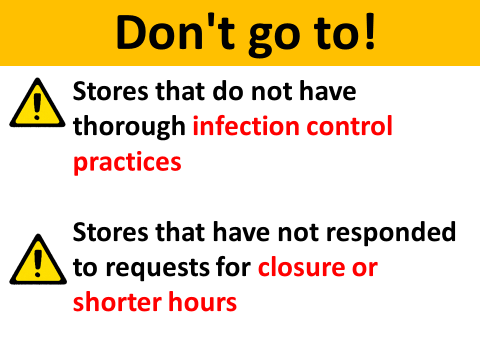 Don't go to!
Stores that do not have
thorough infection control
practices
Stores that have not responded
to requests for closure or
shorter hours